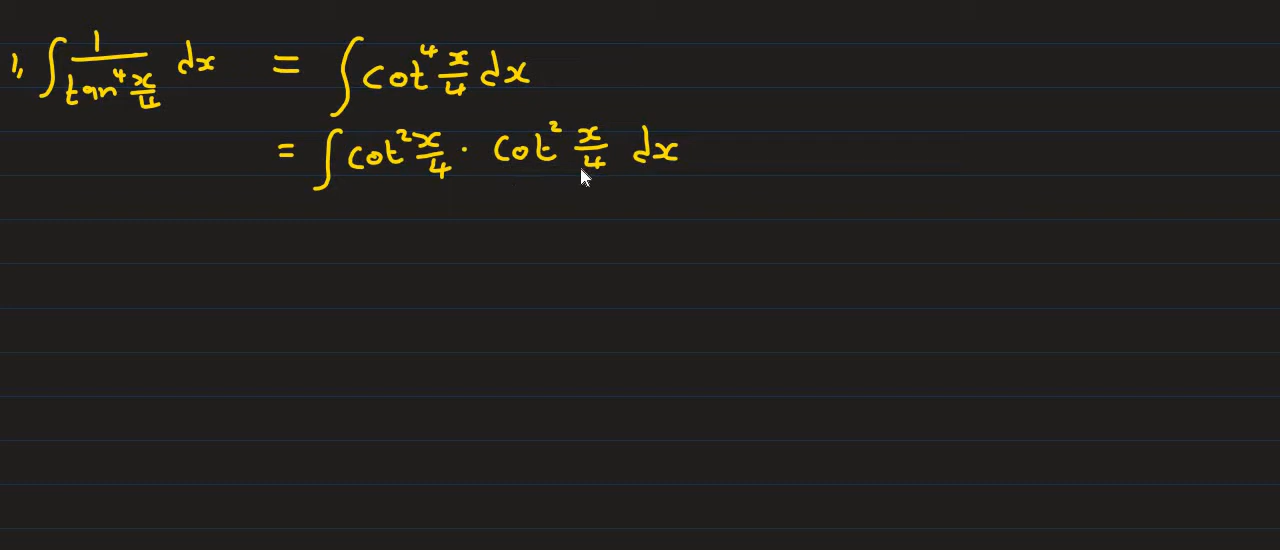 1, ∫ 1/(tan⁴ x/4) dx = ∫ cot⁴ x/4 dx
= ∫ cot² x/4 · cot² x/4 dx